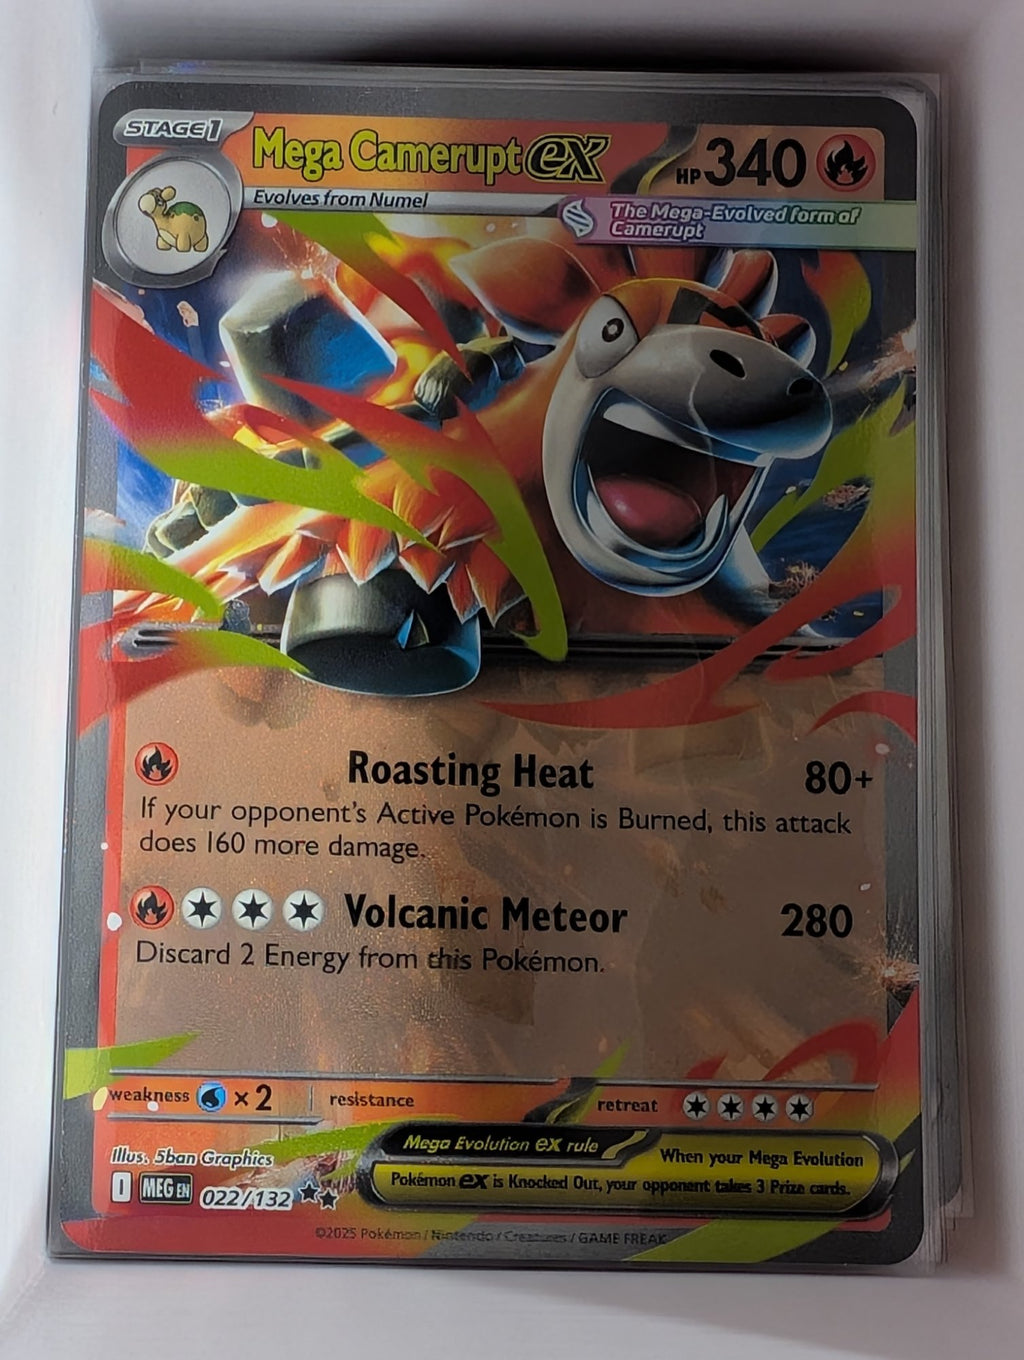 STAGE 1
Mega Camerupt ex
HP 340
Evolves from Numel
The Mega-Evolved form of
Camerupt
Roasting Heat 80+
If your opponent's Active Pokémon is Burned, this attack
does 160 more damage.
Volcanic Meteor 280
Discard 2 Energy from this Pokémon.
weakness ×2 resistance retreat
Illus. 5ban Graphics
Mega Evolution ex rule
When your Mega Evolution
Pokémon ex is Knocked Out, your opponent takes 3 Prize cards.
I MEG EN 022/132
©2025 Pokémon / Nintendo / Creatures / GAME FREAK